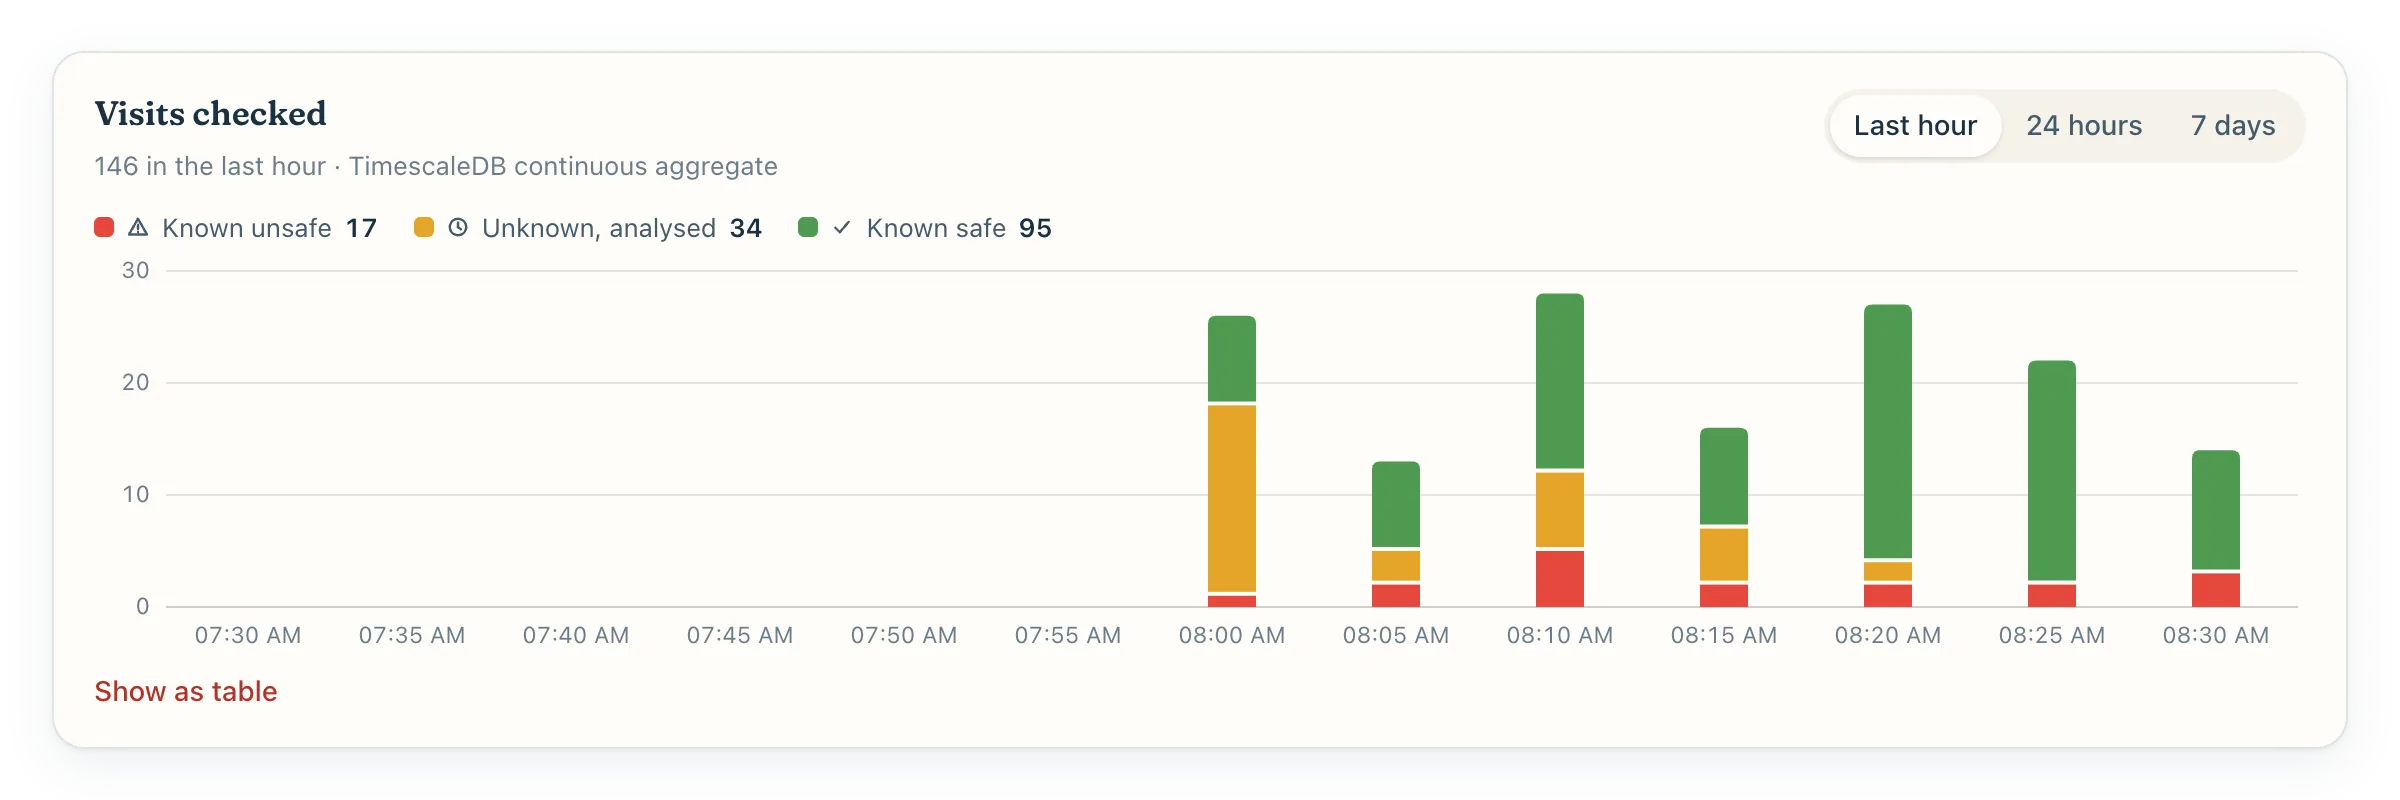 Visits checked
Last hour 24 hours 7 days
146 in the last hour · TimescaleDB continuous aggregate
Known unsafe 17 Unknown, analysed 34 Known safe 95
30
20
10
0
07:30 AM 07:35 AM 07:40 AM 07:45 AM 07:50 AM 07:55 AM 08:00 AM 08:05 AM 08:10 AM 08:15 AM 08:20 AM 08:25 AM 08:30 AM
Show as table